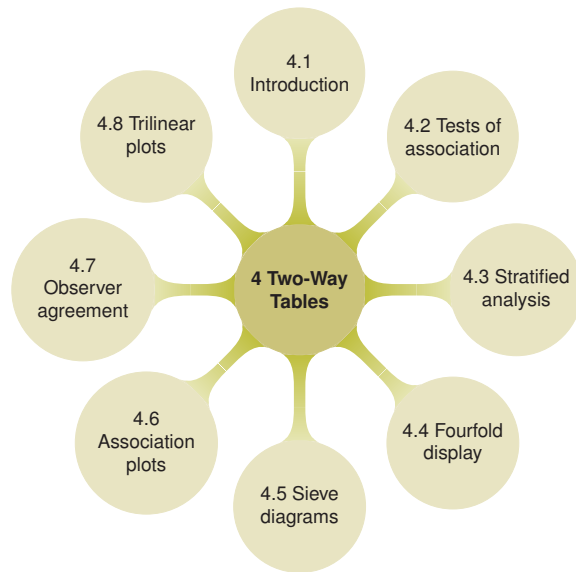 4.1
Introduction
4.2 Tests of
association
4.3 Stratified
analysis
4.4 Fourfold
display
4.5 Sieve
diagrams
4.6
Association
plots
4.7
Observer
agreement
4.8 Trilinear
plots
4 Two-Way
Tables